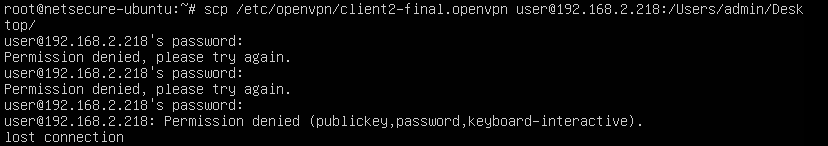 root@netsecure-ubuntu:~# scp /etc/openvpn/client2-final.openvpn user@192.168.2.218:/Users/admin/Desk
top/
user@192.168.2.218's password:
Permission denied, please try again.
user@192.168.2.218's password:
Permission denied, please try again.
user@192.168.2.218's password:
user@192.168.2.218: Permission denied (publickey,password,keyboard-interactive).
lost connection